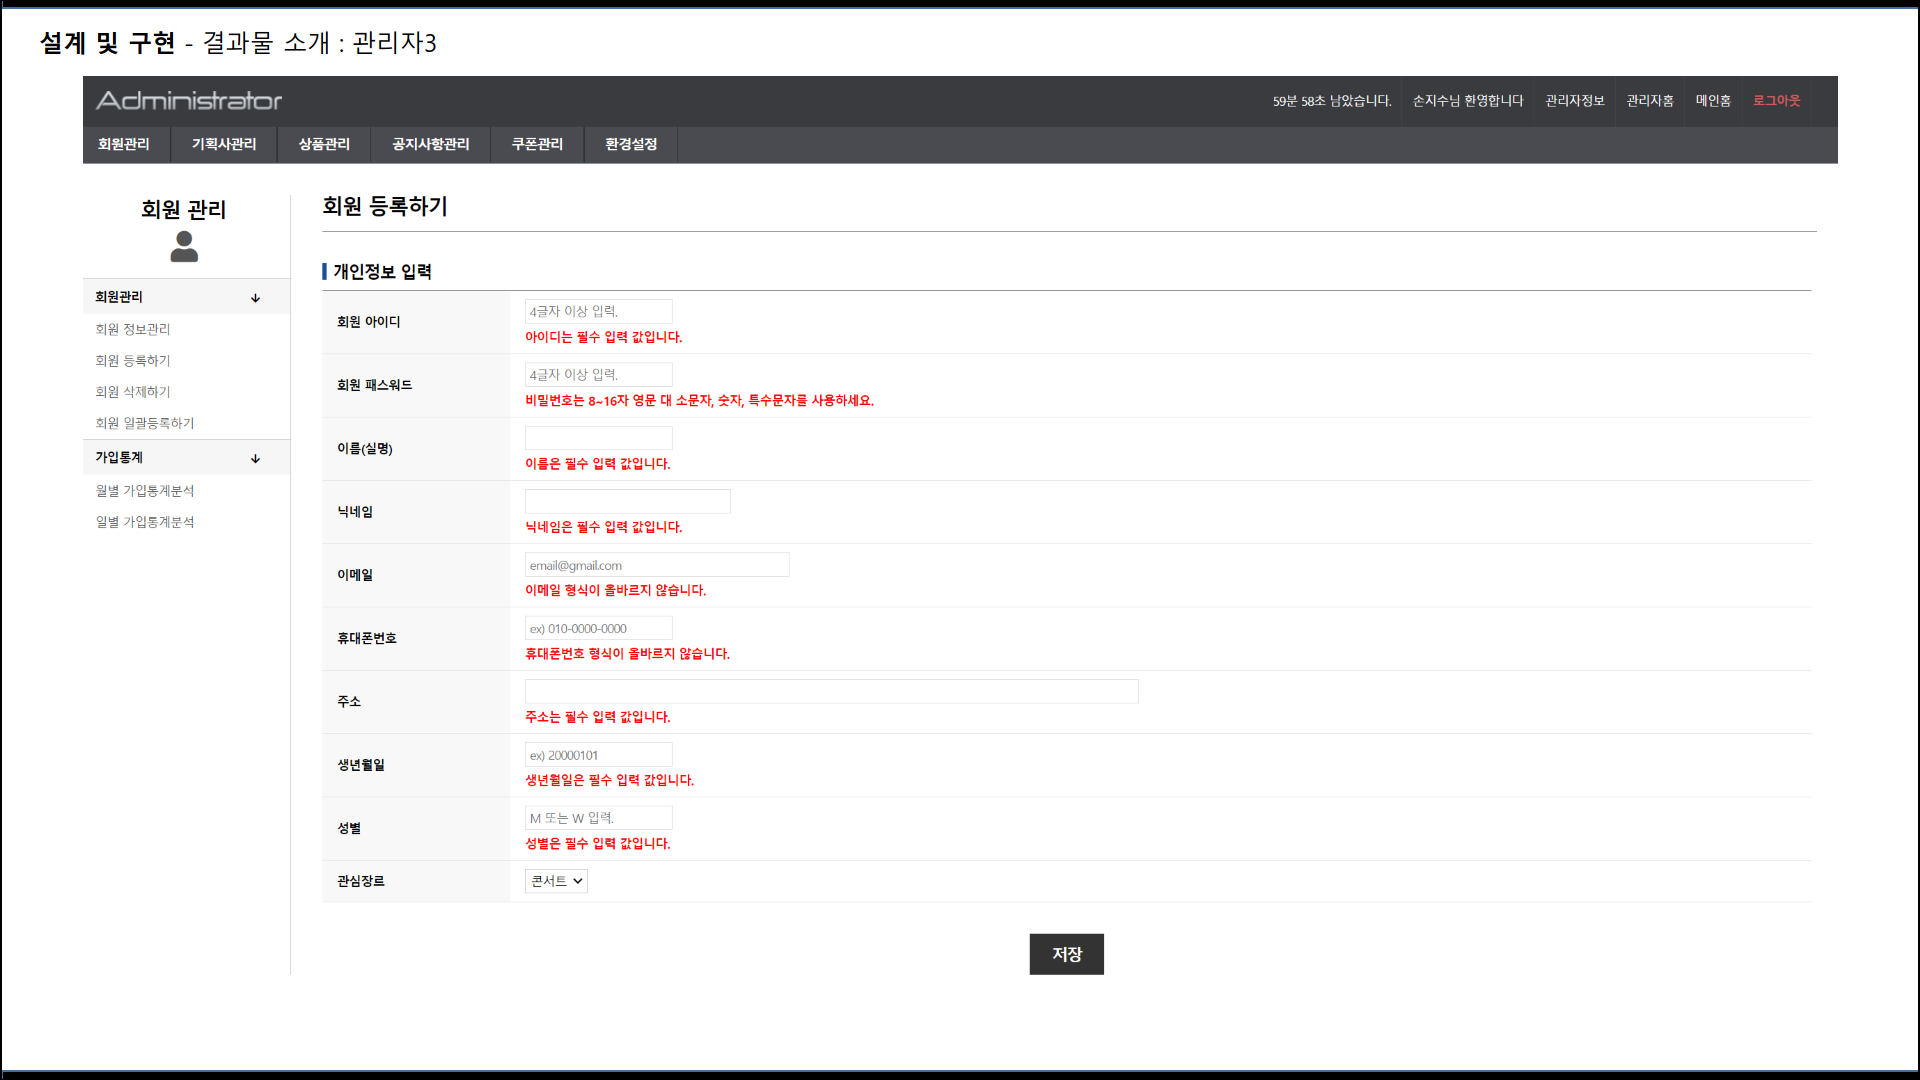 설계 및 구현 - 결과물 소개 : 관리자3
Administrator
59분 58초 남았습니다. 손지수님 환영합니다 관리자정보 관리자홈 메인홈 로그아웃
회원관리 기획사관리 상품관리 공지사항관리 쿠폰관리 환경설정
회원 관리
회원관리
회원 정보관리
회원 등록하기
회원 삭제하기
회원 일괄등록하기
가입통계
월별 가입통계분석
일별 가입통계분석
회원 등록하기
개인정보 입력
회원 아이디
4글자 이상 입력.
아이디는 필수 입력 값입니다.
회원 패스워드
4글자 이상 입력.
비밀번호는 8~16자 영문 대 소문자, 숫자, 특수문자를 사용하세요.
이름(실명)
이름은 필수 입력 값입니다.
닉네임
닉네임은 필수 입력 값입니다.
이메일
email@gmail.com
이메일 형식이 올바르지 않습니다.
휴대폰번호
ex) 010-0000-0000
휴대폰번호 형식이 올바르지 않습니다.
주소
주소는 필수 입력 값입니다.
생년월일
ex) 20000101
생년월일은 필수 입력 값입니다.
성별
M 또는 W 입력.
성별은 필수 입력 값입니다.
관심장르
콘서트
저장